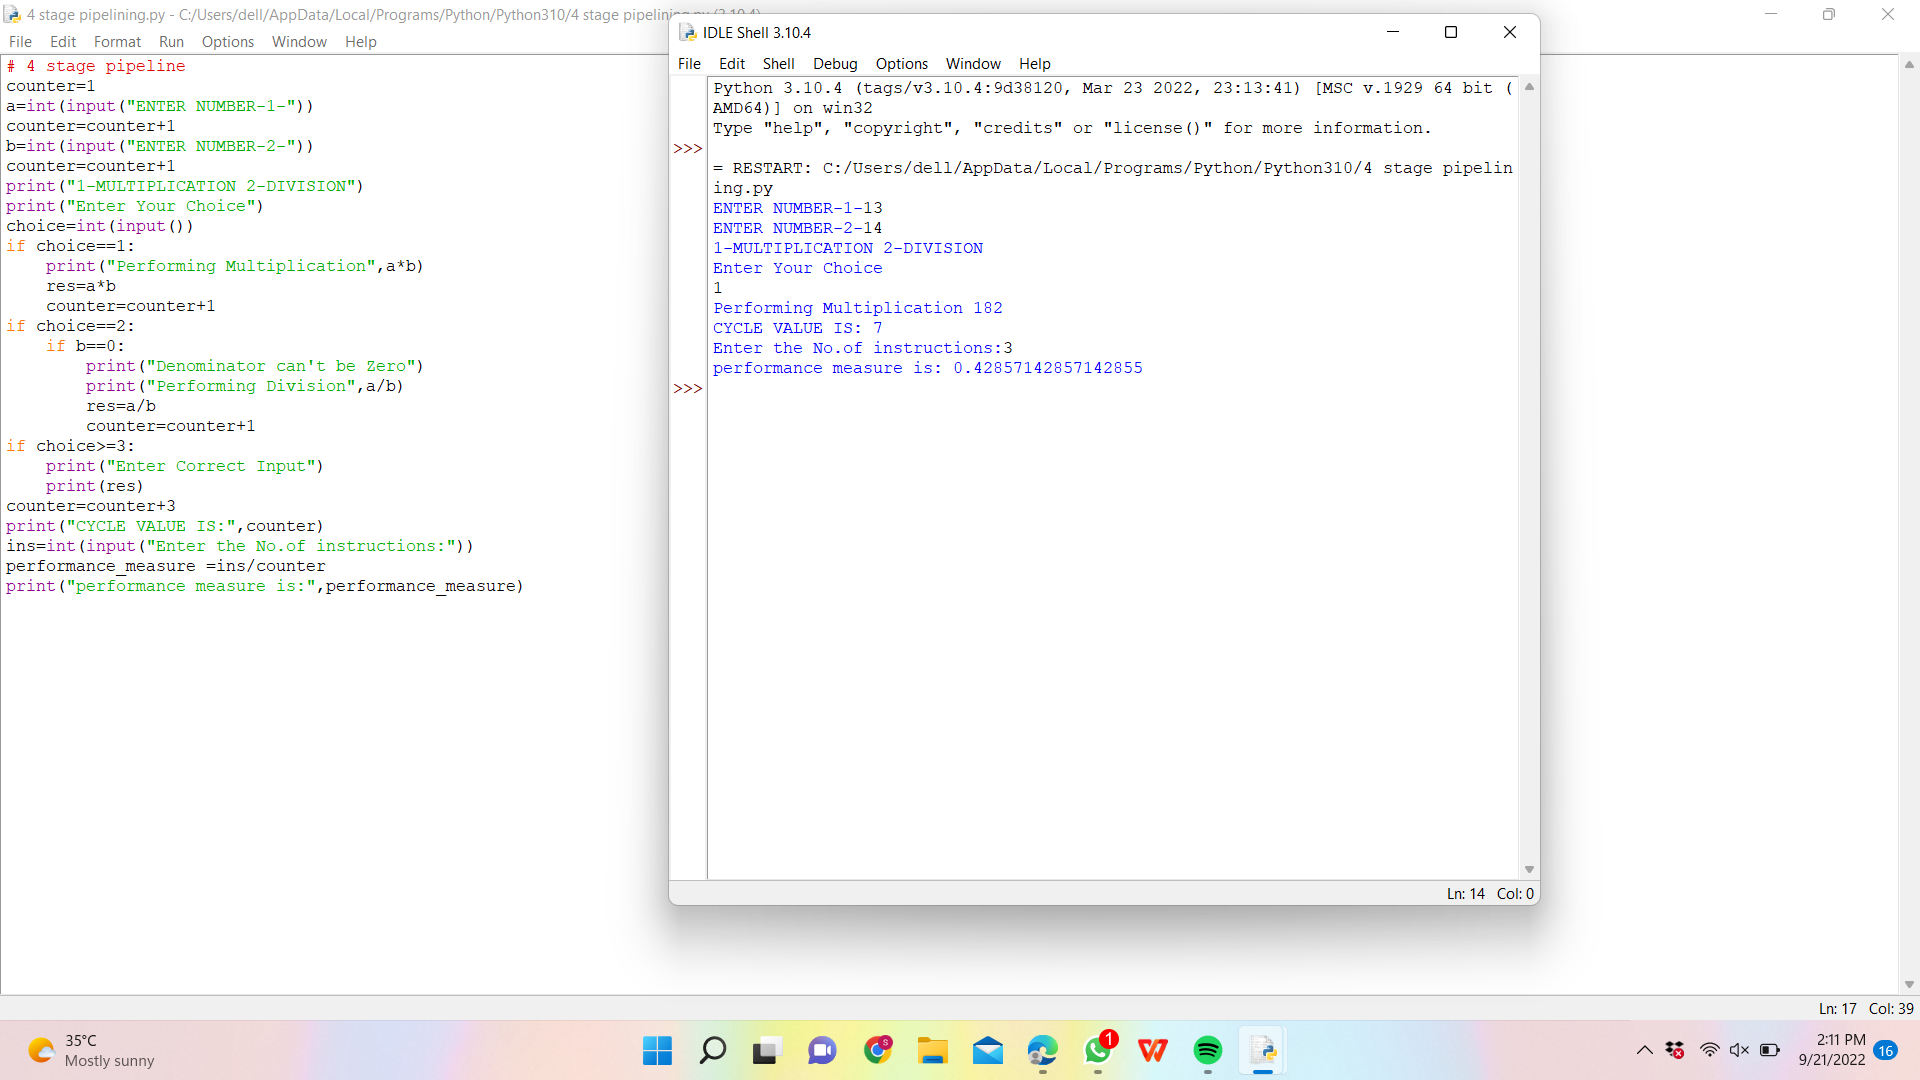 4 stage pipelining.py - C:/Users/dell/AppData/Local/Programs/Python/Python310/4 stage pipelining.py (3.10.4)
File Edit Format Run Options Window Help
# 4 stage pipeline
counter=1
a=int(input("ENTER NUMBER-1-"))
counter=counter+1
b=int(input("ENTER NUMBER-2-"))
counter=counter+1
print("1-MULTIPLICATION 2-DIVISION")
print("Enter Your Choice")
choice=int(input())
if choice==1:
    print("Performing Multiplication",a*b)
    res=a*b
    counter=counter+1
if choice==2:
    if b==0:
        print("Denominator can't be Zero")
        print("Performing Division",a/b)
        res=a/b
        counter=counter+1
if choice>=3:
    print("Enter Correct Input")
    print(res)
counter=counter+3
print("CYCLE VALUE IS:",counter)
ins=int(input("Enter the No.of instructions:"))
performance_measure =ins/counter
print("performance measure is:",performance_measure)
IDLE Shell 3.10.4
File Edit Shell Debug Options Window Help
Python 3.10.4 (tags/v3.10.4:9d38120, Mar 23 2022, 23:13:41) [MSC v.1929 64 bit (
AMD64)] on win32
Type "help", "copyright", "credits" or "license()" for more information.
>>>
= RESTART: C:/Users/dell/AppData/Local/Programs/Python/Python310/4 stage pipelin
ing.py
ENTER NUMBER-1-13
ENTER NUMBER-2-14
1-MULTIPLICATION 2-DIVISION
Enter Your Choice
1
Performing Multiplication 182
CYCLE VALUE IS: 7
Enter the No.of instructions:3
performance measure is: 0.42857142857142855
>>>
Ln: 14 Col: 0
Ln: 17 Col: 39
35°C
Mostly sunny
S
1
2:11 PM
9/21/2022
16